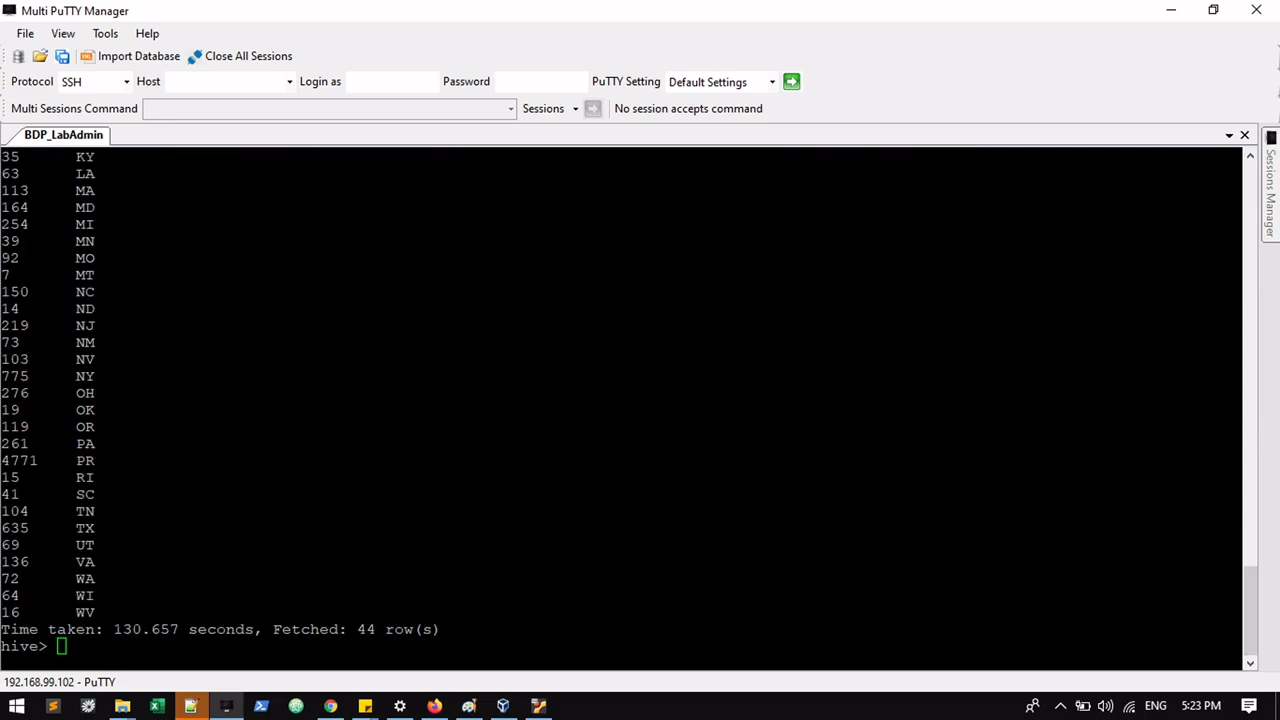 Multi PuTTY Manager
File View Tools Help
Import Database Close All Sessions
Protocol SSH Host Login as Password PuTTY Setting Default Settings
Multi Sessions Command Sessions No session accepts command
BDP_LabAdmin
Sessions Manager
35 KY
63 LA
113 MA
164 MD
254 MI
39 MN
92 MO
7 MT
150 NC
14 ND
219 NJ
73 NM
103 NV
775 NY
276 OH
19 OK
119 OR
261 PA
4771 PR
15 RI
41 SC
104 TN
635 TX
69 UT
136 VA
72 WA
64 WI
16 WV
Time taken: 130.657 seconds, Fetched: 44 row(s)
hive>
192.168.99.102 - PuTTY
ENG 5:23 PM